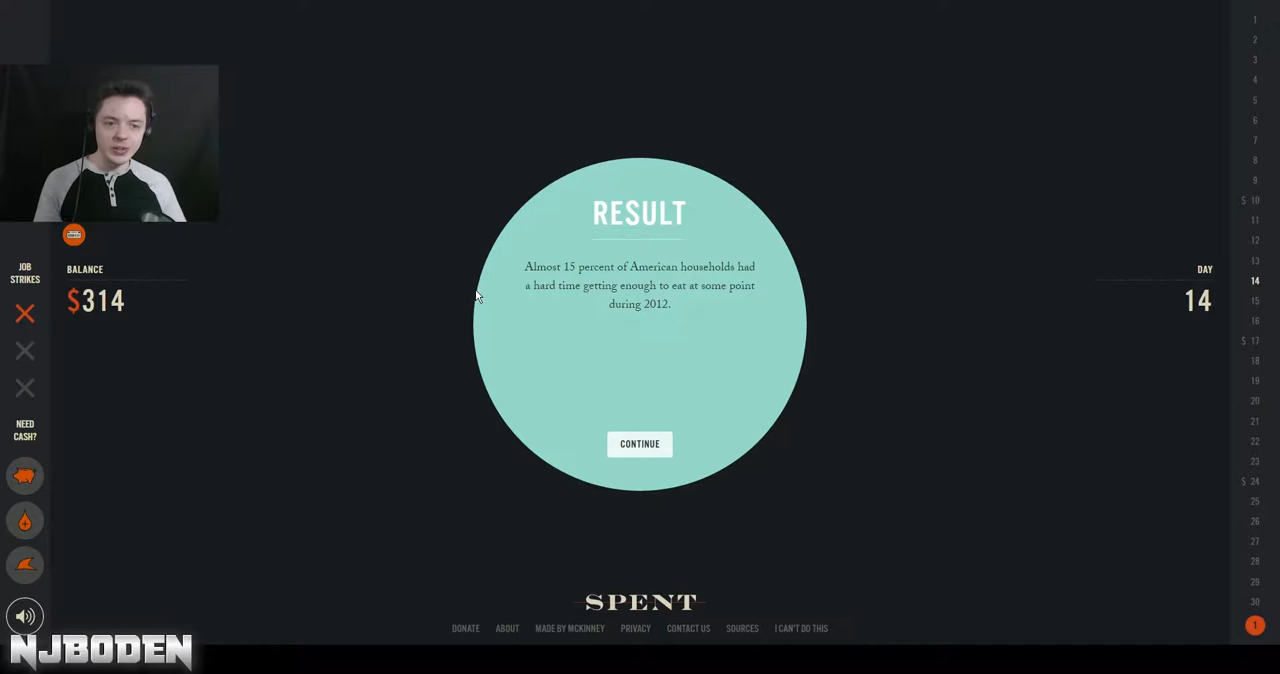 RESULT
Almost 15 percent of American households had
a hard time getting enough to eat at some point
during 2012.
CONTINUE
JOB
STRIKES
BALANCE
$314
NEED
CASH?
DAY
14
1
2
3
4
5
6
7
8
9
$ 10
11
12
13
14
15
16
$ 17
18
19
20
21
22
23
$ 24
25
26
27
28
29
30
1
SPENT
DONATE ABOUT MADE BY MCKINNEY PRIVACY CONTACT US SOURCES I CAN'T DO THIS
NJBODEN